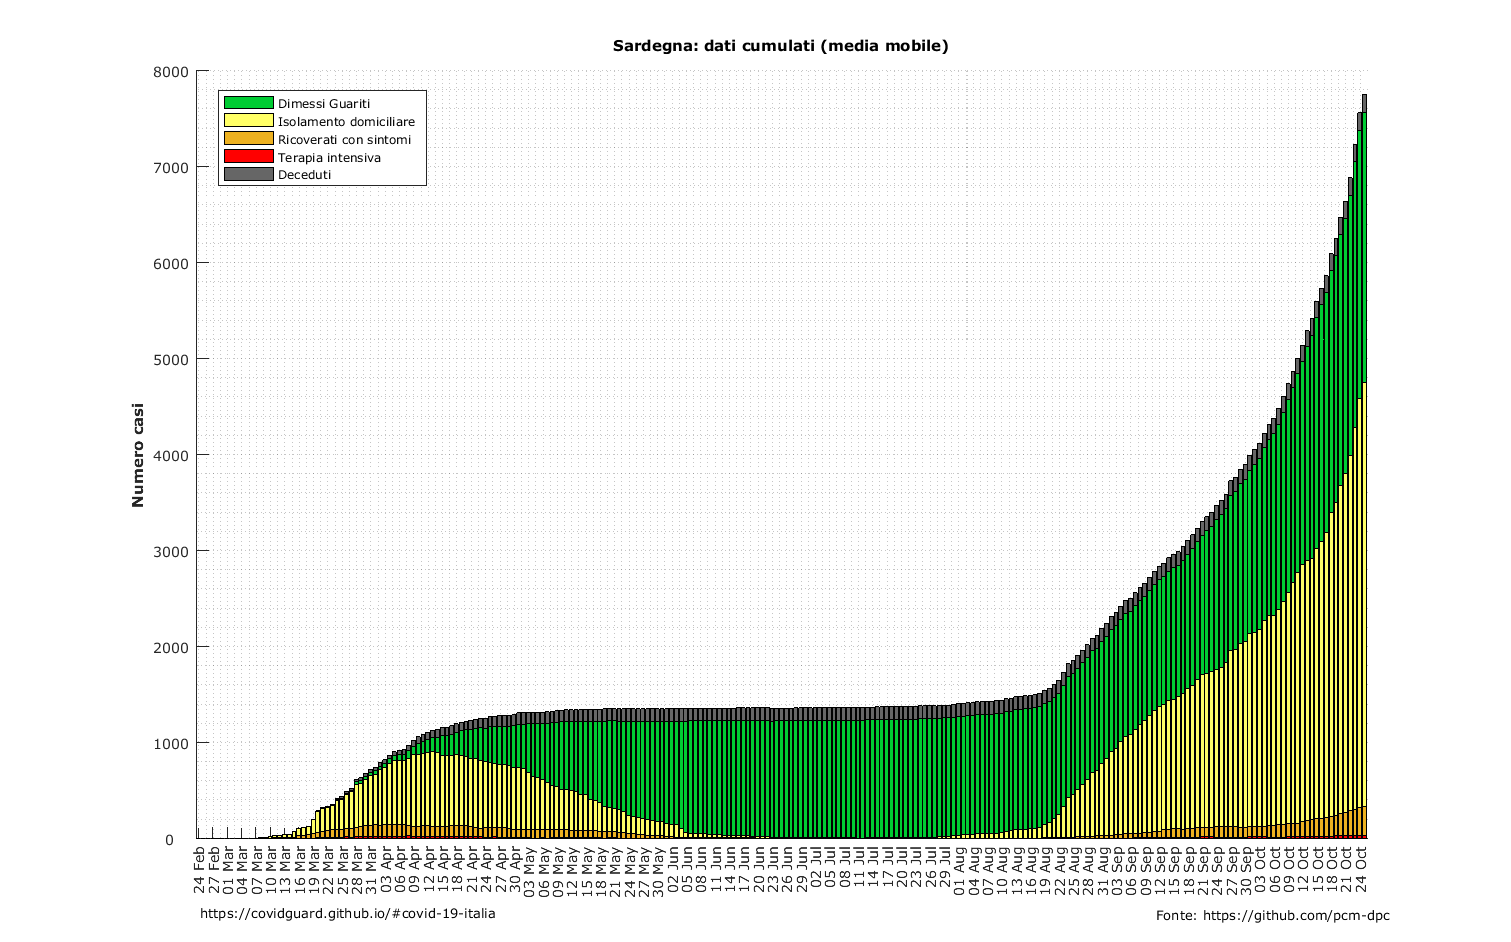 Sardegna: dati cumulati (media mobile)
8000
7000
6000
5000
4000
3000
2000
1000
0
Numero casi
Dimessi Guariti
Isolamento domiciliare
Ricoverati con sintomi
Terapia intensiva
Deceduti
24 Feb
27 Feb
01 Mar
04 Mar
07 Mar
10 Mar
13 Mar
16 Mar
19 Mar
22 Mar
25 Mar
28 Mar
31 Mar
03 Apr
06 Apr
09 Apr
12 Apr
15 Apr
18 Apr
21 Apr
24 Apr
27 Apr
30 Apr
03 May
06 May
09 May
12 May
15 May
18 May
21 May
24 May
27 May
30 May
02 Jun
05 Jun
08 Jun
11 Jun
14 Jun
17 Jun
20 Jun
23 Jun
26 Jun
29 Jun
02 Jul
05 Jul
08 Jul
11 Jul
14 Jul
17 Jul
20 Jul
23 Jul
26 Jul
29 Jul
01 Aug
04 Aug
07 Aug
10 Aug
13 Aug
16 Aug
19 Aug
22 Aug
25 Aug
28 Aug
31 Aug
03 Sep
06 Sep
09 Sep
12 Sep
15 Sep
18 Sep
21 Sep
24 Sep
27 Sep
30 Sep
03 Oct
06 Oct
09 Oct
12 Oct
15 Oct
18 Oct
21 Oct
24 Oct
https://covidguard.github.io/#covid-19-italia
Fonte: https://github.com/pcm-dpc